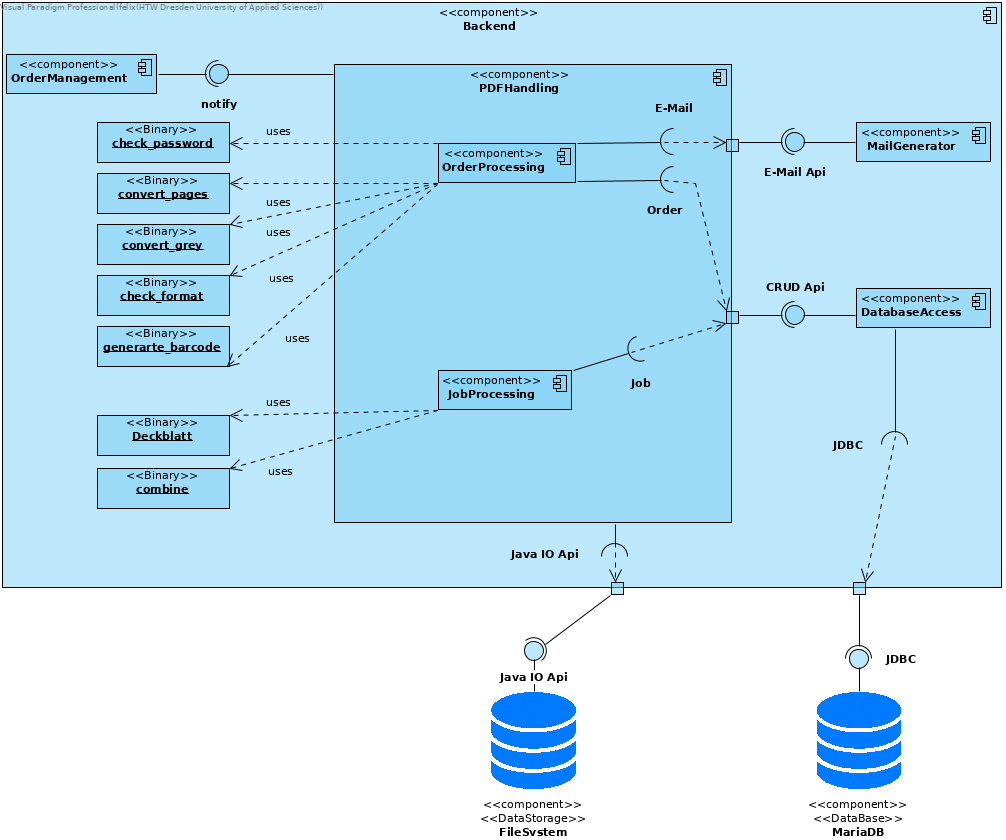 Visual Paradigm Professional(felix(HTW Dresden University of Applied Sciences))
<<component>>
Backend
<<component>>
OrderManagement
notify
<<component>>
PDFHandling
E-Mail
<<Binary>>
check_password
uses
<<component>>
OrderProcessing
<<component>>
MailGenerator
E-Mail Api
<<Binary>>
convert_pages
uses
Order
<<Binary>>
convert_grey
uses
<<Binary>>
check_format
uses
CRUD Api
<<component>>
DatabaseAccess
<<Binary>>
generarte_barcode
uses
<<component>>
JobProcessing
Job
<<Binary>>
Deckblatt
uses
JDBC
<<Binary>>
combine
uses
Java IO Api
Java IO Api
JDBC
<<component>>
<<DataStorage>>
FileSystem
<<component>>
<<DataBase>>
MariaDB